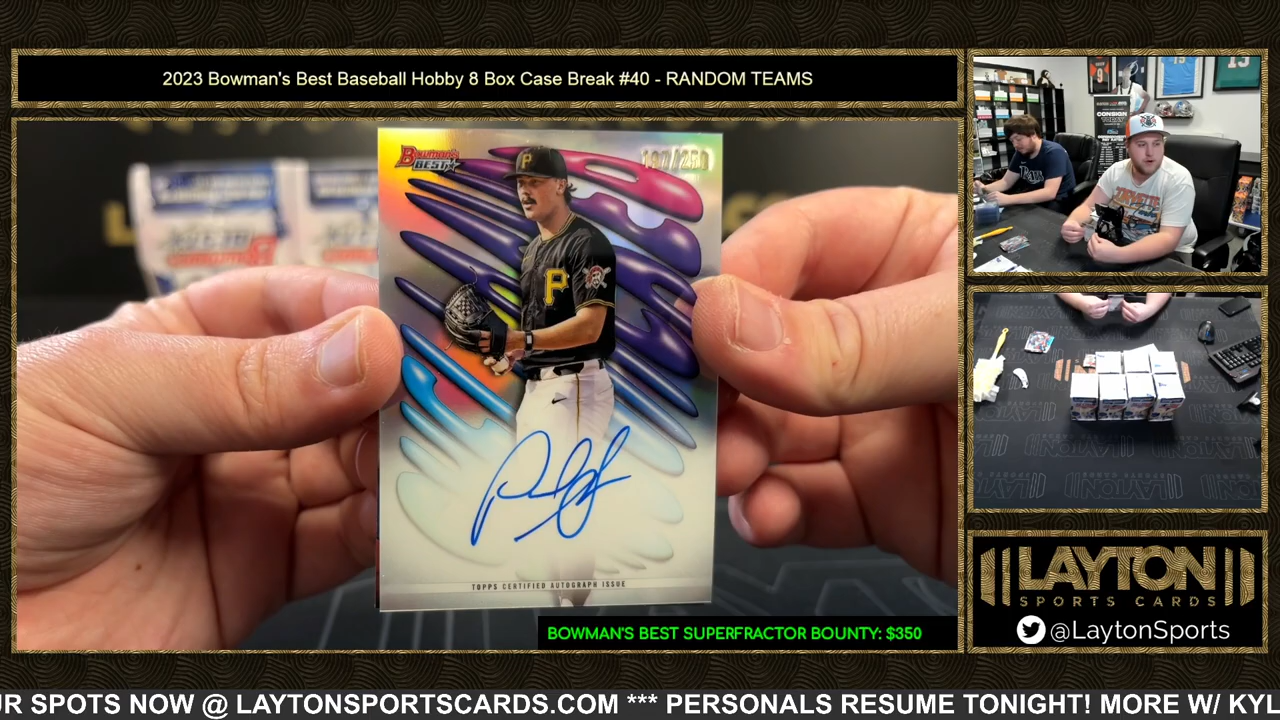 2023 Bowman's Best Baseball Hobby 8 Box Case Break #40 - RANDOM TEAMS
Bowman's
BEST
P
P
TOPPS CERTIFIED AUTOGRAPH ISSUE
BOWMAN'S BEST SUPERFRACTOR BOUNTY: $350
CONSIGN
LAYTON
SPORTS CARDS
@LaytonSports
UR SPOTS NOW @ LAYTONSPORTSCARDS.COM *** PERSONALS RESUME TONIGHT! MORE W/ KYL